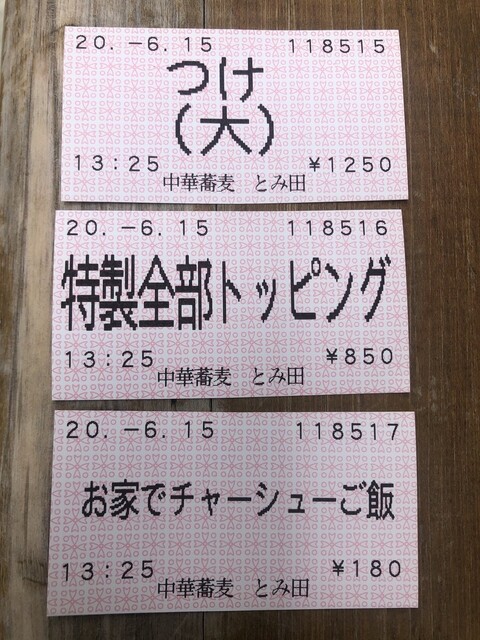 20.-6.15 118515
つけ
(大)
13:25 ¥1250
中華蕎麦 とみ田
20.-6.15 118516
特製全部トッピング
13:25 ¥850
中華蕎麦 とみ田
20.-6.15 118517
お家でチャーシューご飯
13:25 ¥180
中華蕎麦 とみ田